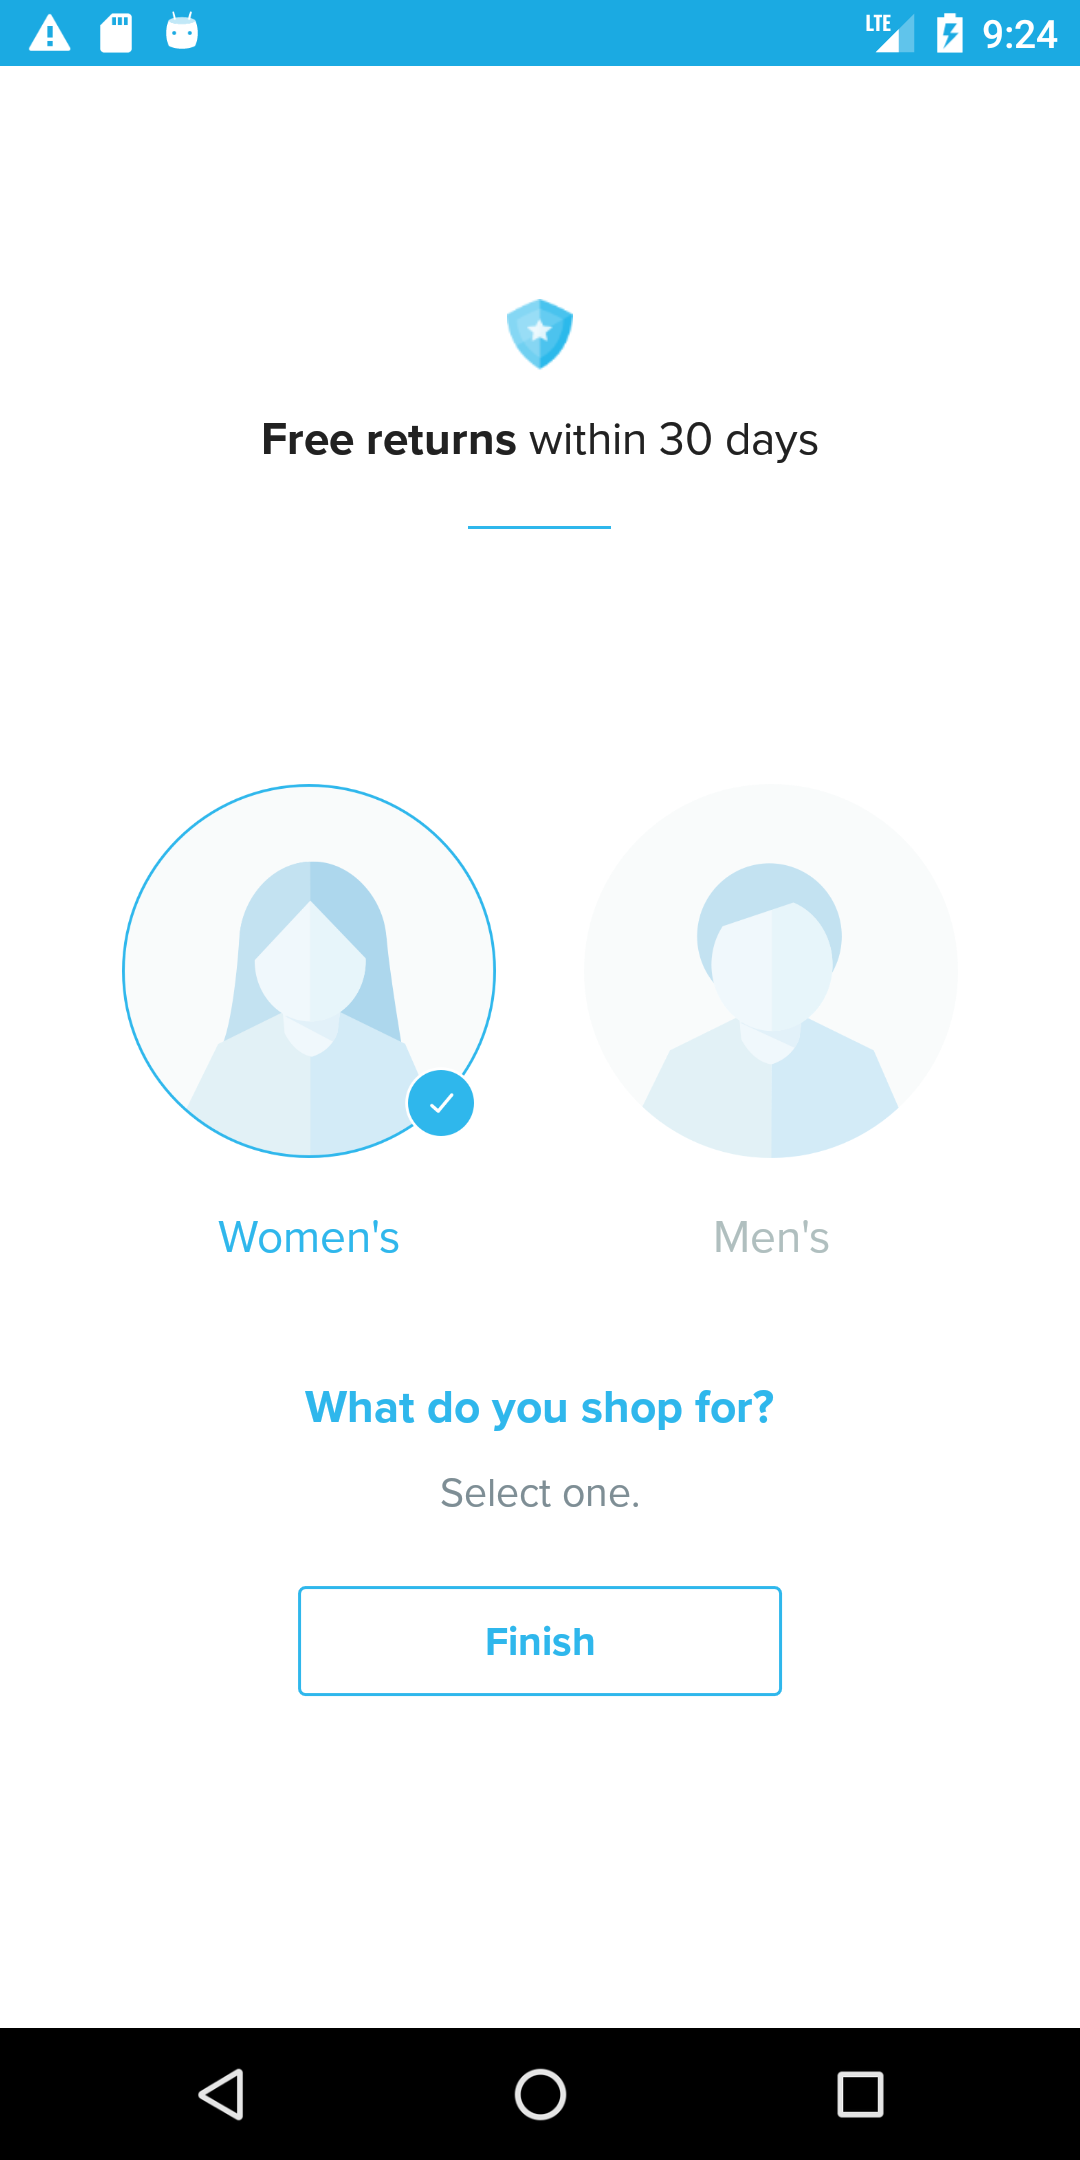 LTE 9:24
Free returns within 30 days
Women's Men's
What do you shop for?
Select one.
Finish